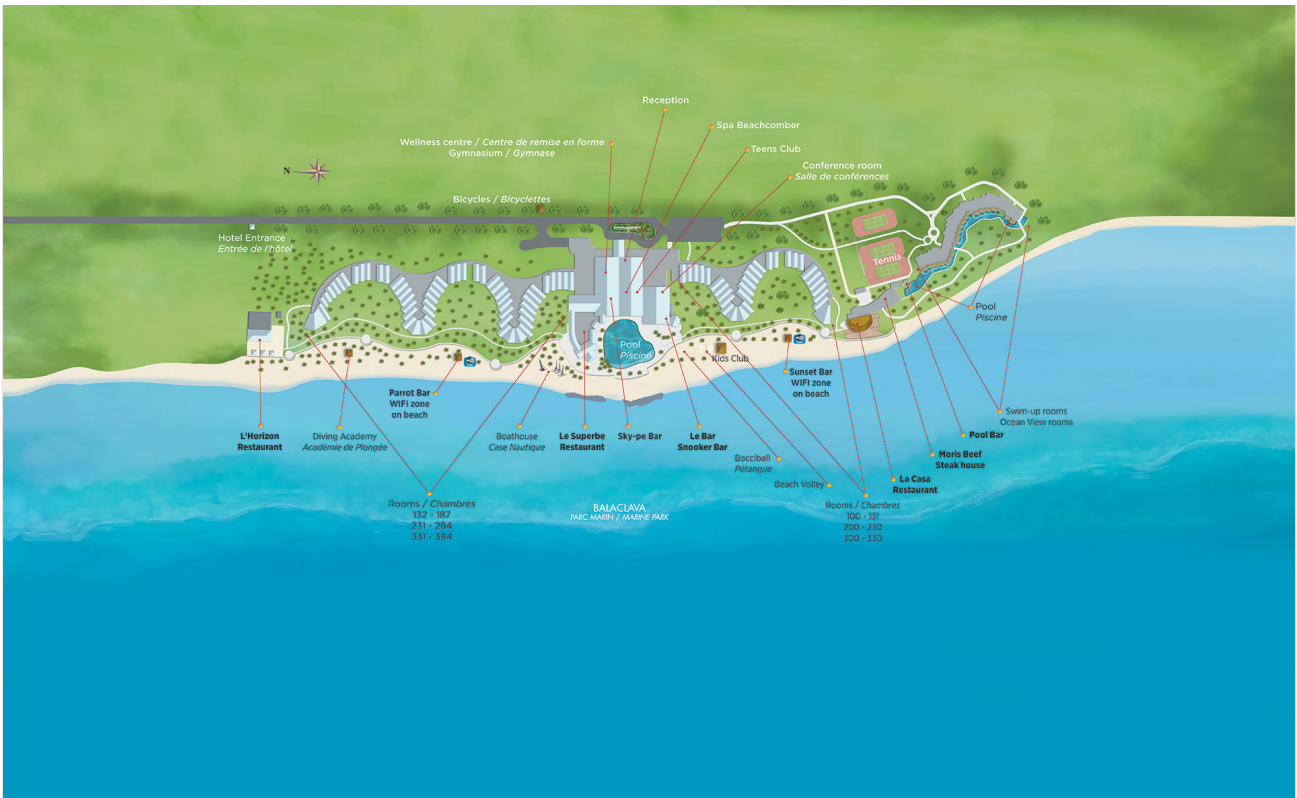 Reception
Spa Beachcomber
Wellness centre / Centre de remise en forme
Gymnasium / Gymnase
Teens Club
Conference room
Salle de conférences
N
Bicycles / Bicyclettes
Hotel Entrance
Entrée de l'hôtel
Tennis
Pool
Piscine
Pool
Piscine
Kids Club
Sunset Bar
WIFI zone
on beach
Parrot Bar
WIFI zone
on beach
Swim-up rooms
Ocean View rooms
L'Horizon
Restaurant
Diving Academy
Académie de Plongée
Boathouse
Case Nautique
Le Superbe
Restaurant
Sky-pe Bar
Le Bar
Snooker Bar
Pool Bar
Bocciball
Pétangue
Moris Beef
Steak house
Beach Volley
La Casa
Restaurant
Rooms / Chambres
132 - 187
231 - 284
331 - 384
BALACLAVA
PARC MARIN / MARINE PARK
Rooms / Chambres
100 - 131
200 - 230
300 - 330